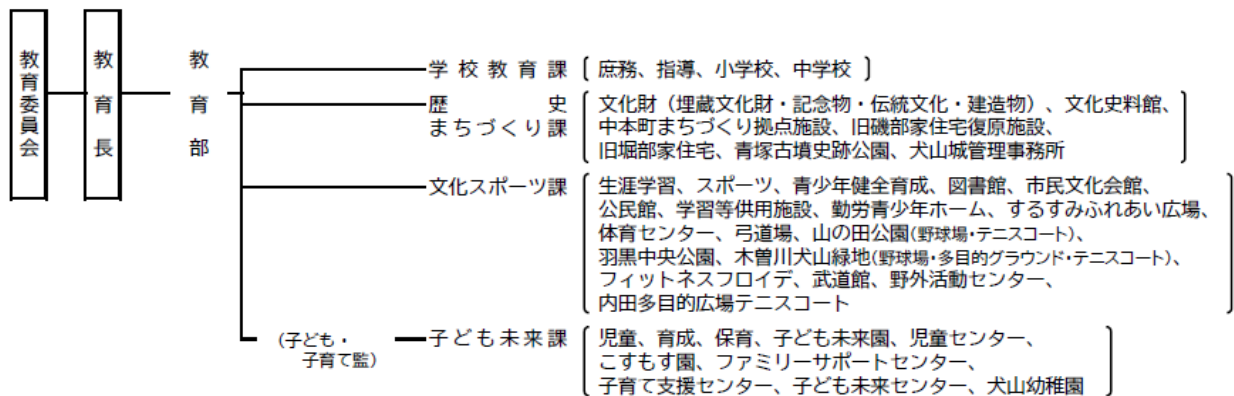 教育委員会
教育長
教育部
学校教育課
庶務、指導、小学校、中学校
歴史
まちづくり課
文化財（埋蔵文化財・記念物・伝統文化・建造物）、文化史料館、
中本町まちづくり拠点施設、旧磯部家住宅復原施設、
旧堀部家住宅、青塚古墳史跡公園、犬山城管理事務所
文化スポーツ課
生涯学習、スポーツ、青少年健全育成、図書館、市民文化会館、
公民館、学習等供用施設、勤労青少年ホーム、するすみふれあい広場、
体育センター、弓道場、山の田公園(野球場・テニスコート)、
羽黒中央公園、木曽川犬山緑地(野球場・多目的グラウンド・テニスコート)、
フィットネスフロイデ、武道館、野外活動センター、
内田多目的広場テニスコート
（子ども・
子育て監）
子ども未来課
児童、育成、保育、子ども未来園、児童センター、
こすもす園、ファミリーサポートセンター、
子育て支援センター、子ども未来センター、犬山幼稚園